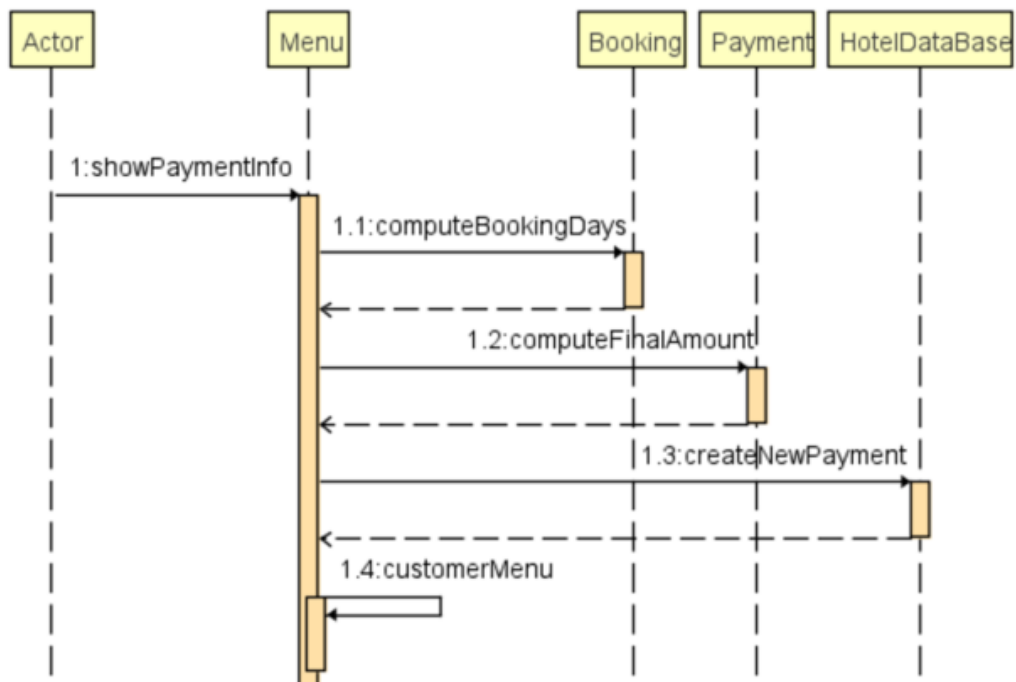 Actor
Menu
Booking
Payment
HotelDataBase
1:showPaymentInfo
1.1:computeBookingDays
1.2:computeFinalAmount
1.3:createNewPayment
1.4:customerMenu